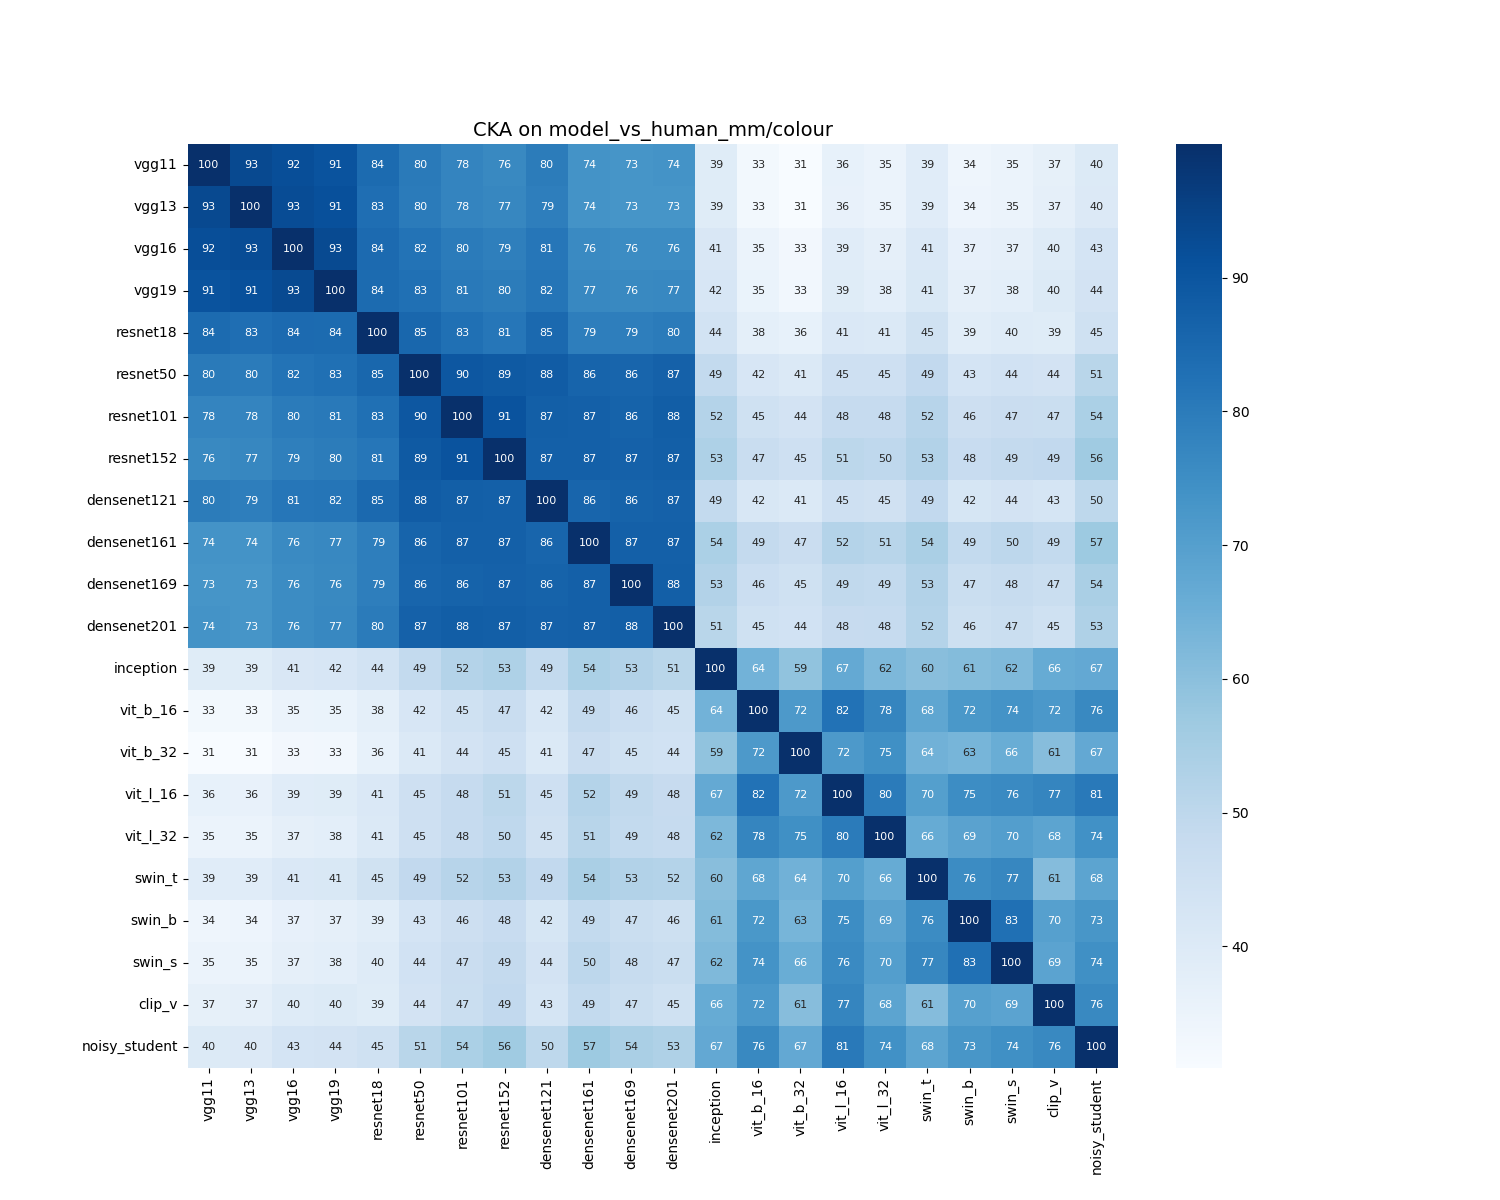 CKA on model_vs_human_mm/colour
vgg11 100 93 92 91 84 80 78 76 80 74 73 74 39 33 31 36 35 39 34 35 37 40
vgg13 93 100 93 91 83 80 78 77 79 74 73 73 39 33 31 36 35 39 34 35 37 40
vgg16 92 93 100 93 84 82 80 79 81 76 76 76 41 35 33 39 37 41 37 37 40 43
vgg19 91 91 93 100 84 83 81 80 82 77 76 77 42 35 33 39 38 41 37 38 40 44
resnet18 84 83 84 84 100 85 83 81 85 79 79 80 44 38 36 41 41 45 39 40 39 45
resnet50 80 80 82 83 85 100 90 89 88 86 86 87 49 42 41 45 45 49 43 44 44 51
resnet101 78 78 80 81 83 90 100 91 87 87 86 88 52 45 44 48 48 52 46 47 47 54
resnet152 76 77 79 80 81 89 91 100 87 87 87 87 53 47 45 51 50 53 48 49 49 56
densenet121 80 79 81 82 85 88 87 87 100 86 86 87 49 42 41 45 45 49 42 44 43 50
densenet161 74 74 76 77 79 86 87 87 86 100 87 87 54 49 47 52 51 54 49 50 49 57
densenet169 73 73 76 76 79 86 86 87 86 87 100 88 53 46 45 49 49 53 47 48 47 54
densenet201 74 73 76 77 80 87 88 87 87 87 88 100 51 45 44 48 48 52 46 47 45 53
inception 39 39 41 42 44 49 52 53 49 54 53 51 100 64 59 67 62 60 61 62 66 67
vit_b_16 33 33 35 35 38 42 45 47 42 49 46 45 64 100 72 82 78 68 72 74 72 76
vit_b_32 31 31 33 33 36 41 44 45 41 47 45 44 59 72 100 72 75 64 63 66 61 67
vit_l_16 36 36 39 39 41 45 48 51 45 52 49 48 67 82 72 100 80 70 75 76 77 81
vit_l_32 35 35 37 38 41 45 48 50 45 51 49 48 62 78 75 80 100 66 69 70 68 74
swin_t 39 39 41 41 45 49 52 53 49 54 53 52 60 68 64 70 66 100 76 77 61 68
swin_b 34 34 37 37 39 43 46 48 42 49 47 46 61 72 63 75 69 76 100 83 70 73
swin_s 35 35 37 38 40 44 47 49 44 50 48 47 62 74 66 76 70 77 83 100 69 74
clip_v 37 37 40 40 39 44 47 49 43 49 47 45 66 72 61 77 68 61 70 69 100 76
noisy_student 40 40 43 44 45 51 54 56 50 57 54 53 67 76 67 81 74 68 73 74 76 100
vgg11 vgg13 vgg16 vgg19 resnet18 resnet50 resnet101 resnet152 densenet121 densenet161 densenet169 densenet201 inception vit_b_16 vit_b_32 vit_l_16 vit_l_32 swin_t swin_b swin_s clip_v noisy_student
90
80
70
60
50
40